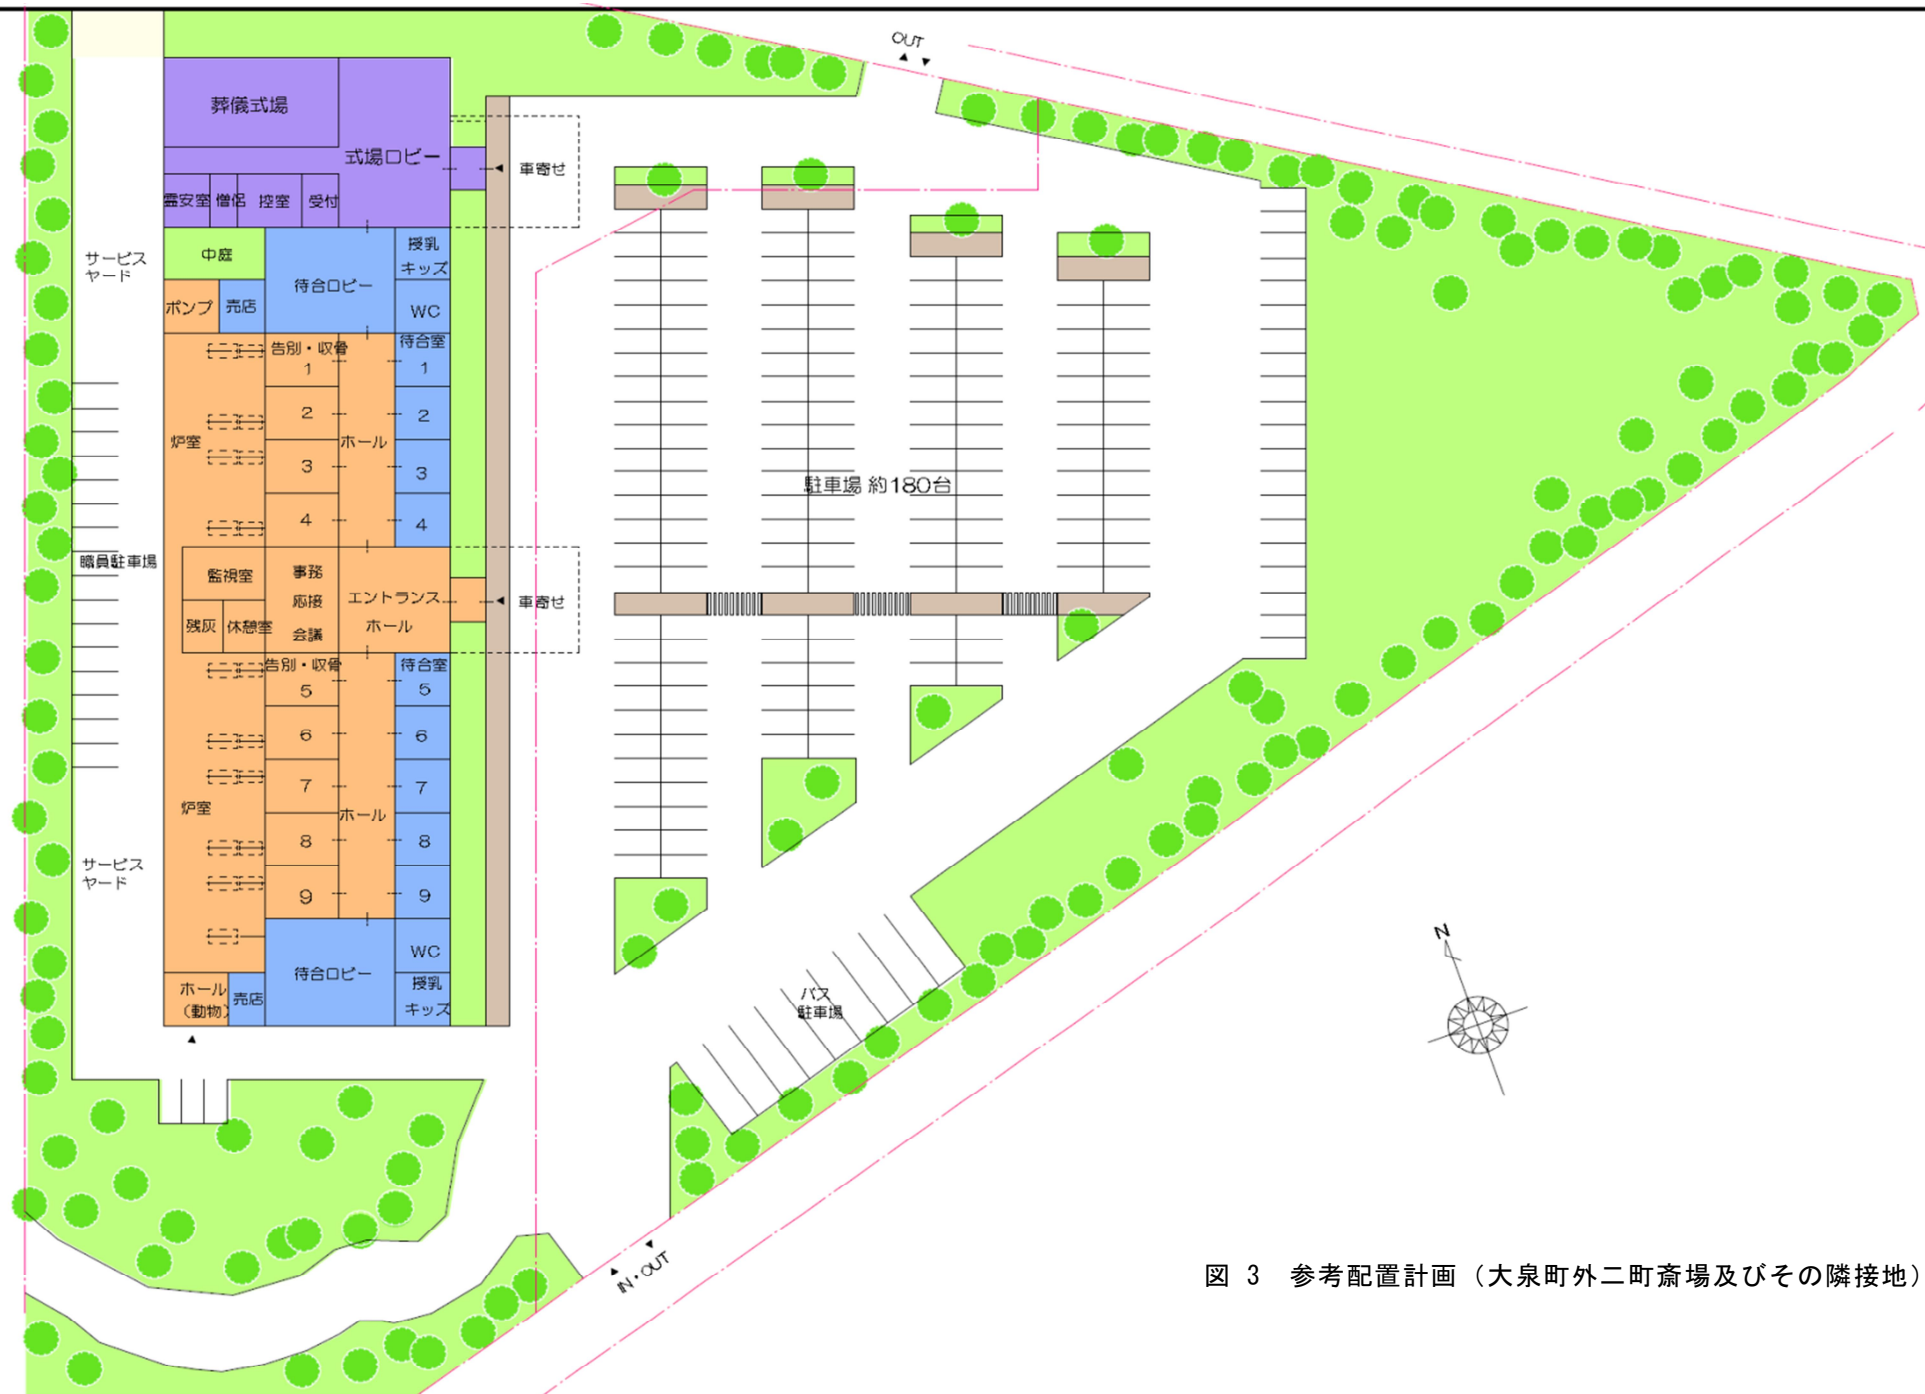 OUT
葬儀式場
式場ロビー
車寄せ
霊安室
僧侶
控室
受付
中庭
授乳
キッズ
サービス
ヤード
待合ロビー
ポンプ
売店
WC
告別・収骨
待合室
1
1
2
2
炉室
ホール
3
3
4
4
駐車場 約180台
職員駐車場
監視室
事務
応接
会議
エントランス
ホール
車寄せ
残灰
休憩室
告別・収骨
待合室
5
5
6
6
7
7
炉室
ホール
8
8
9
9
サービス
ヤード
待合ロビー
WC
授乳
キッズ
ホール
(動物)
売店
バス
駐車場
N
IN・OUT
図 3 参考配置計画（大泉町外二町斎場及びその隣接地）